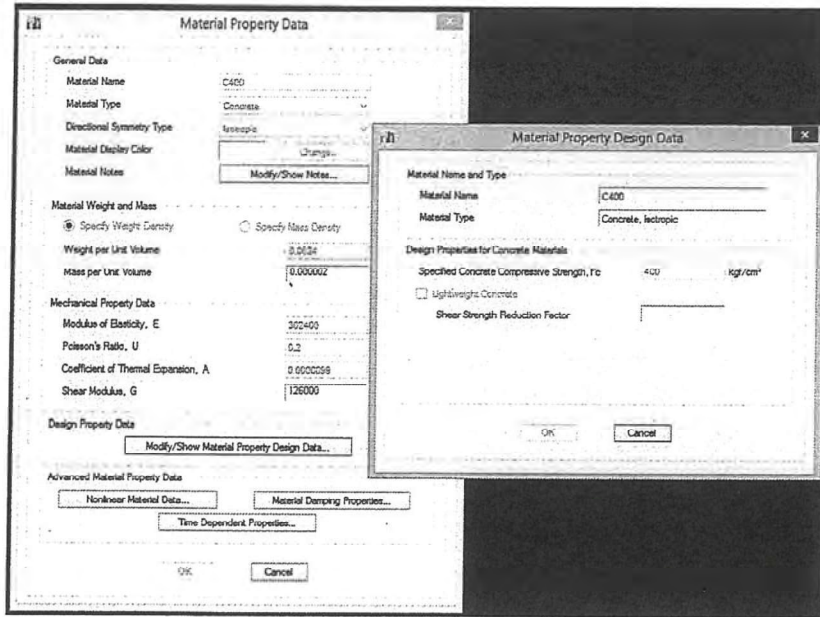 Material Property Data
General Data
Material Name C400
Material Type Concrete
Directional Symmetry Type Isotropic
Material Display Color Change...
Material Notes Modify/Show Notes...
Material Weight and Mass
Specify Weight Density Specify Mass Density
Weight per Unit Volume 0.0024
Mass per Unit Volume 0.000002
Mechanical Property Data
Modulus of Elasticity, E 302400
Poisson's Ratio, U 0.2
Coefficient of Thermal Expansion, A 0.0000099
Shear Modulus, G 126000
Design Property Data
Modify/Show Material Property Design Data...
Advanced Material Property Data
Nonlinear Material Data... Material Damping Properties...
Time Dependent Properties...
OK Cancel
Material Property Design Data
Material Name and Type
Material Name C400
Material Type Concrete, Isotropic
Design Properties for Concrete Materials
Specified Concrete Compressive Strength, f'c 400 kgf/cm²
Lightweight Concrete
Shear Strength Reduction Factor
OK Cancel